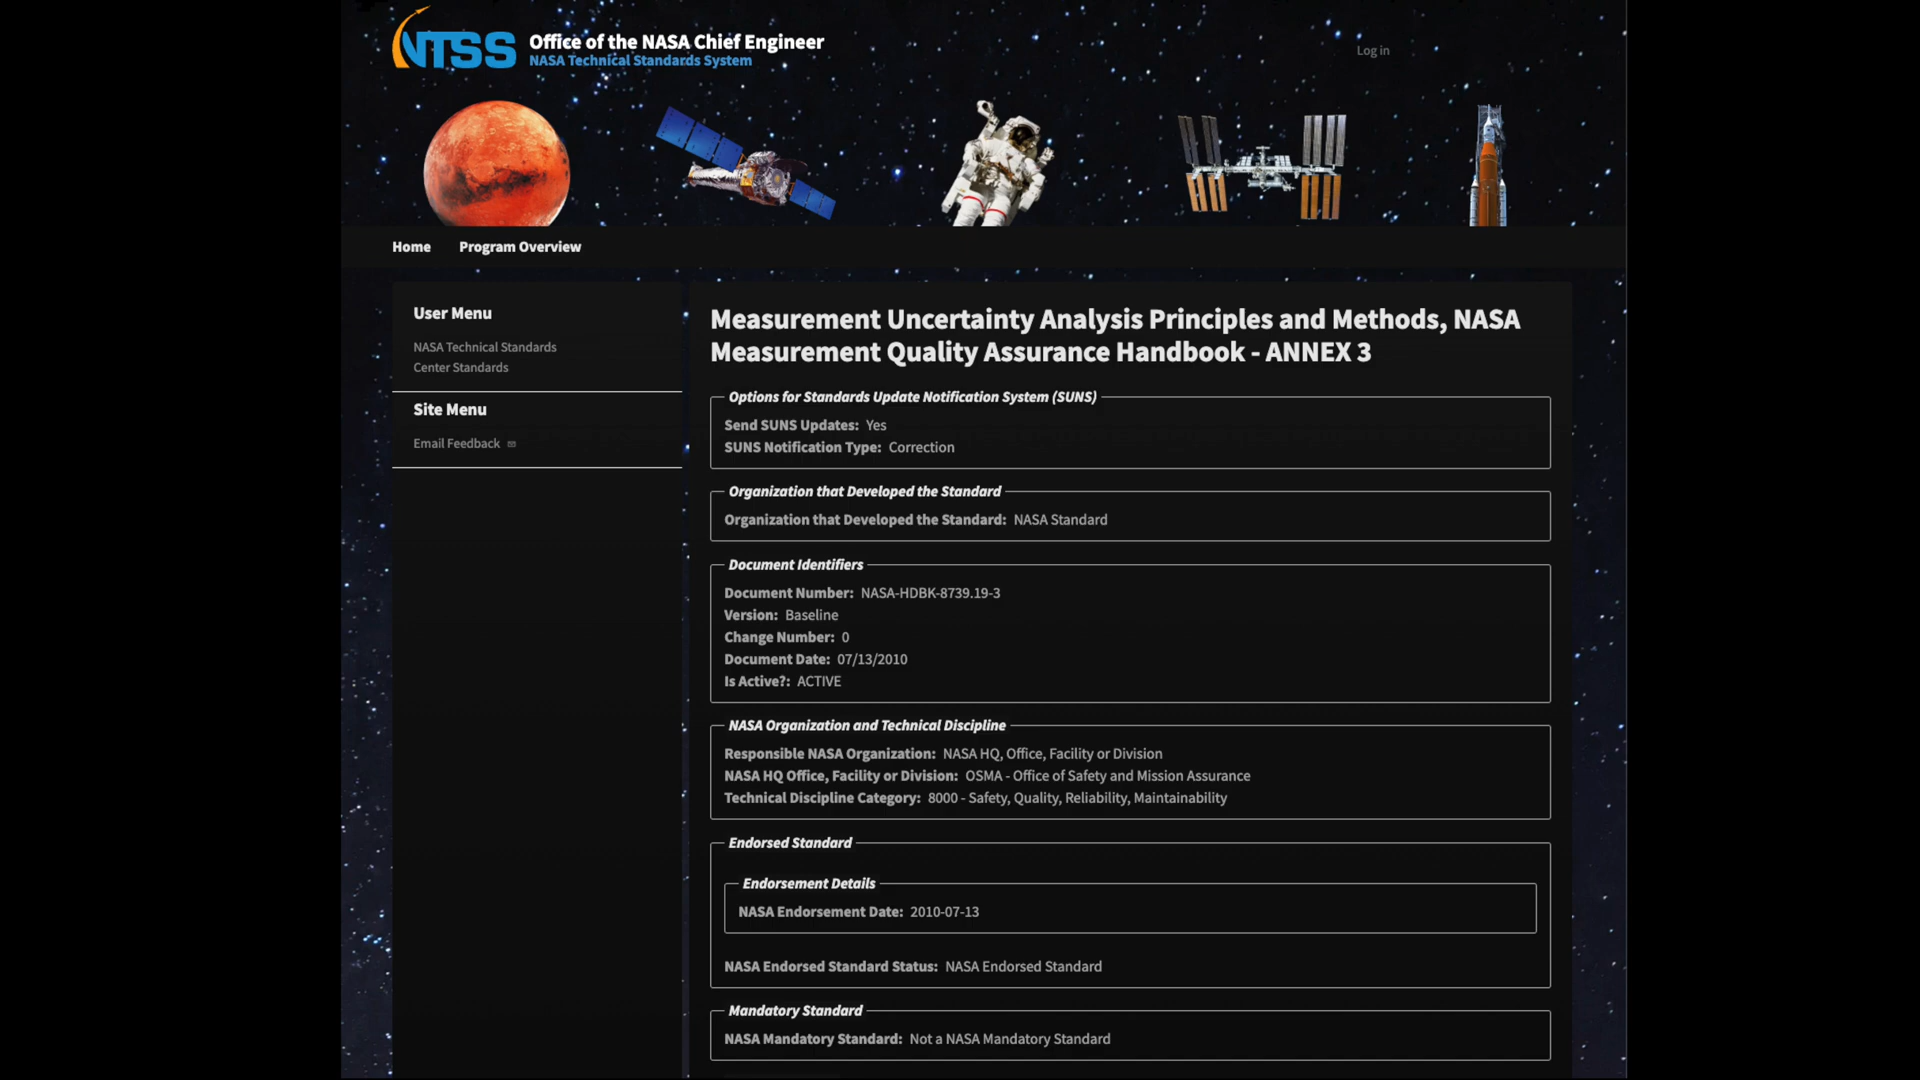 NTSS
Office of the NASA Chief Engineer
NASA Technical Standards System
Log in
Home
Program Overview
User Menu
NASA Technical Standards
Center Standards
Site Menu
Email Feedback
Measurement Uncertainty Analysis Principles and Methods, NASA
Measurement Quality Assurance Handbook - ANNEX 3
Options for Standards Update Notification System (SUNS)
Send SUNS Updates: Yes
SUNS Notification Type: Correction
Organization that Developed the Standard
Organization that Developed the Standard: NASA Standard
Document Identifiers
Document Number: NASA-HDBK-8739.19-3
Version: Baseline
Change Number: 0
Document Date: 07/13/2010
Is Active?: ACTIVE
NASA Organization and Technical Discipline
Responsible NASA Organization: NASA HQ, Office, Facility or Division
NASA HQ Office, Facility or Division: OSMA - Office of Safety and Mission Assurance
Technical Discipline Category: 8000 - Safety, Quality, Reliability, Maintainability
Endorsed Standard
Endorsement Details
NASA Endorsement Date: 2010-07-13
NASA Endorsed Standard Status: NASA Endorsed Standard
Mandatory Standard
NASA Mandatory Standard: Not a NASA Mandatory Standard